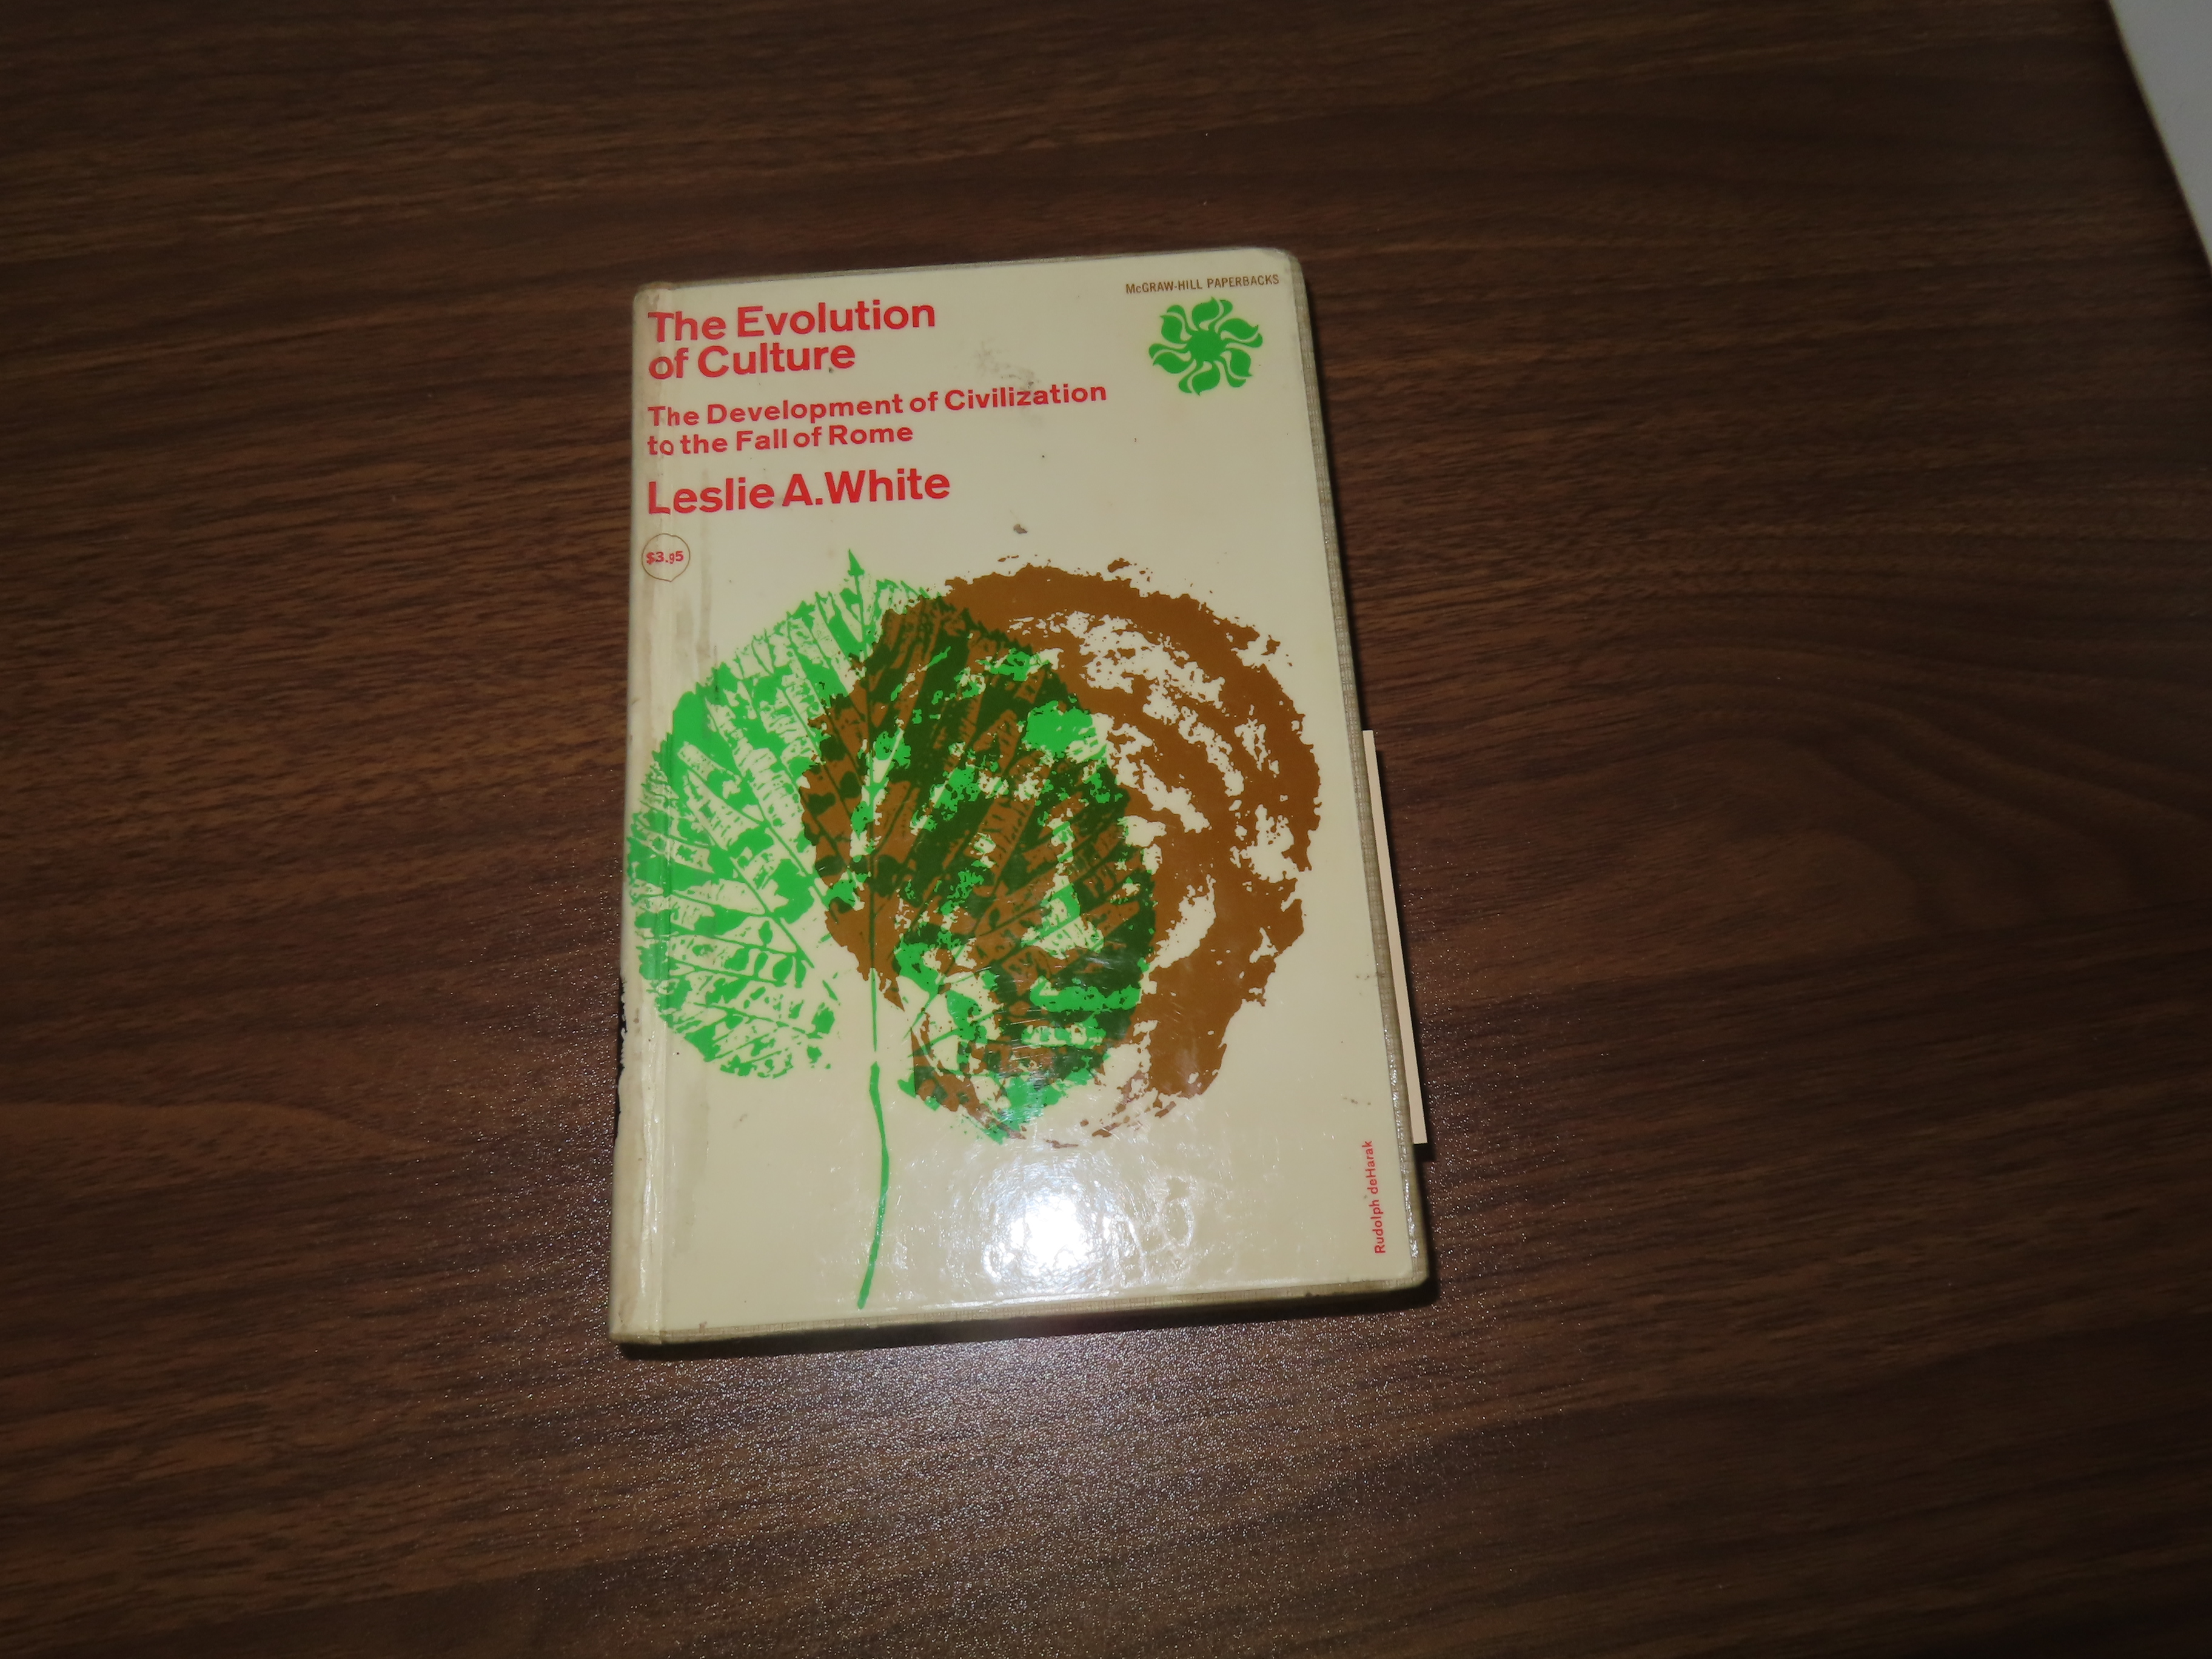 McGRAW-HILL PAPERBACKS
The Evolution
of Culture
The Development of Civilization
to the Fall of Rome
Leslie A. White
$3.95
Rudolph deHarak